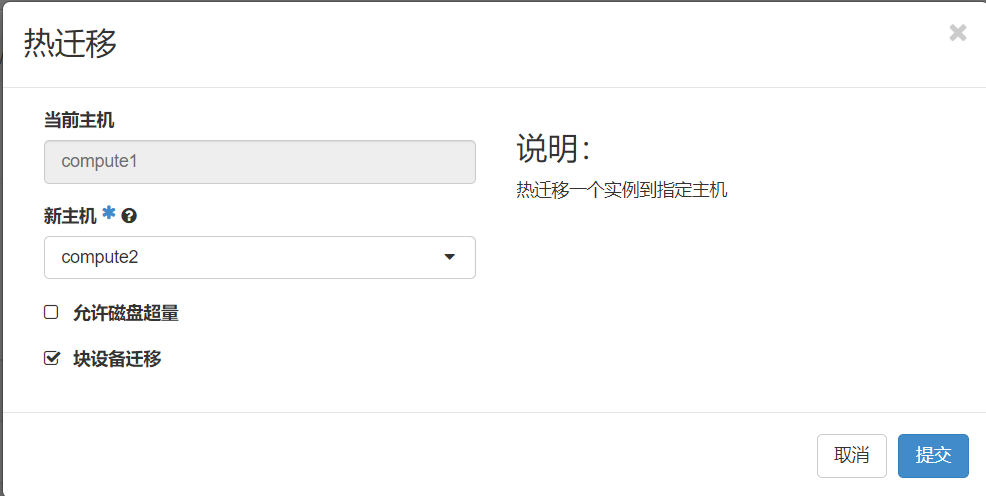 热迁移
当前主机
compute1
新主机 *
compute2
允许磁盘超量
块设备迁移
说明：
热迁移一个实例到指定主机
取消
提交